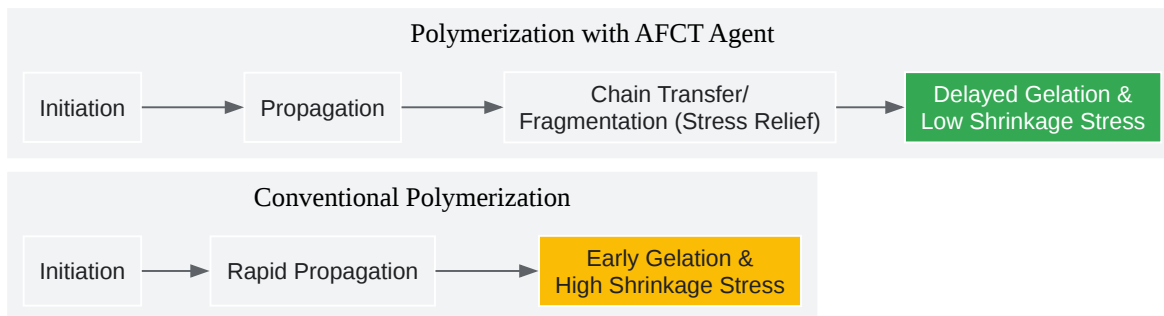 Polymerization with AFCT Agent
Initiation
Propagation
Chain Transfer/
Fragmentation (Stress Relief)
Delayed Gelation &
Low Shrinkage Stress
Conventional Polymerization
Initiation
Rapid Propagation
Early Gelation &
High Shrinkage Stress